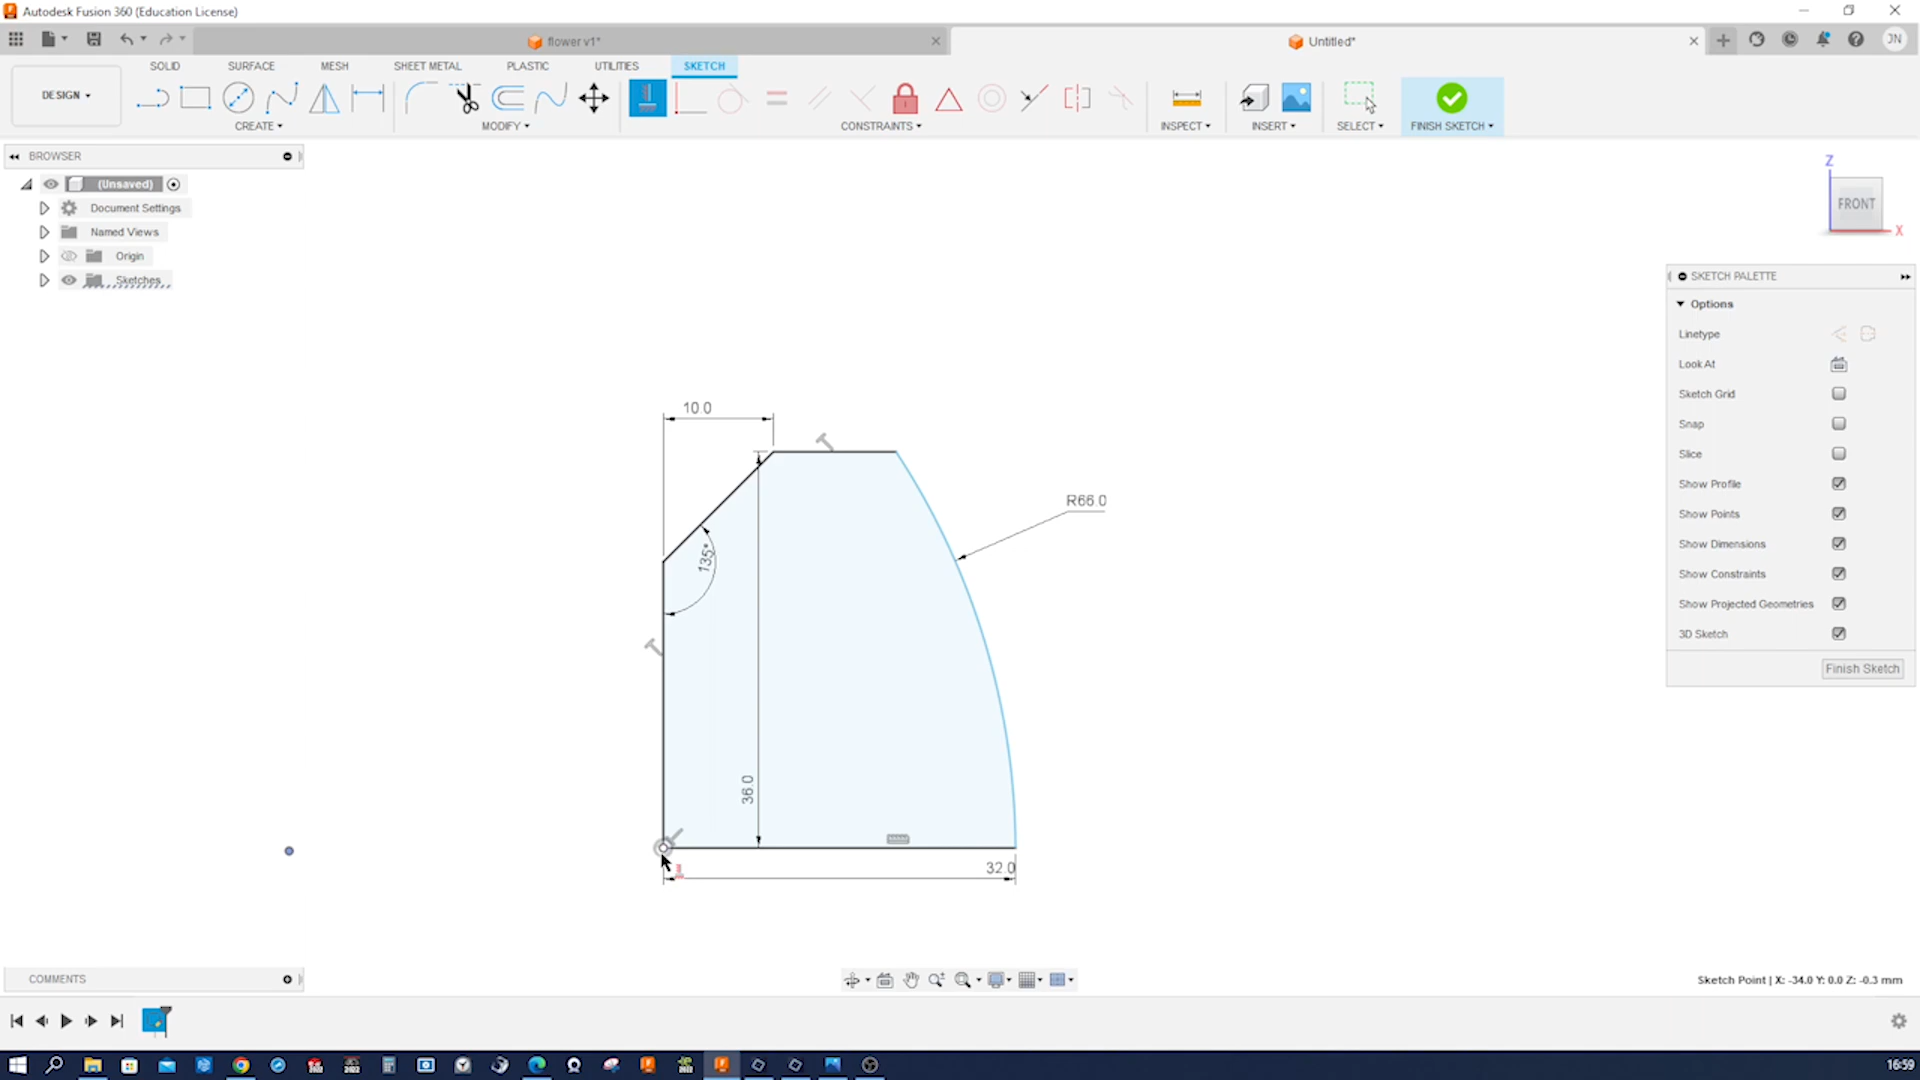 Autodesk Fusion 360 (Education License)
flower v1*
Untitled*
JN
SOLID
SURFACE
MESH
SHEET METAL
PLASTIC
UTILITIES
SKETCH
DESIGN
CREATE
MODIFY
CONSTRAINTS
INSPECT
INSERT
SELECT
FINISH SKETCH
BROWSER
(Unsaved)
Document Settings
Named Views
Origin
Sketches
Z
FRONT
X
SKETCH PALETTE
Options
Linetype
Look At
Sketch Grid
Snap
Slice
Show Profile
Show Points
Show Dimensions
Show Constraints
Show Projected Geometries
3D Sketch
Finish Sketch
10.0
R66.0
135°
36.0
32.0
COMMENTS
Sketch Point | X: -34.0 Y: 0.0 Z: -0.3 mm
16:59